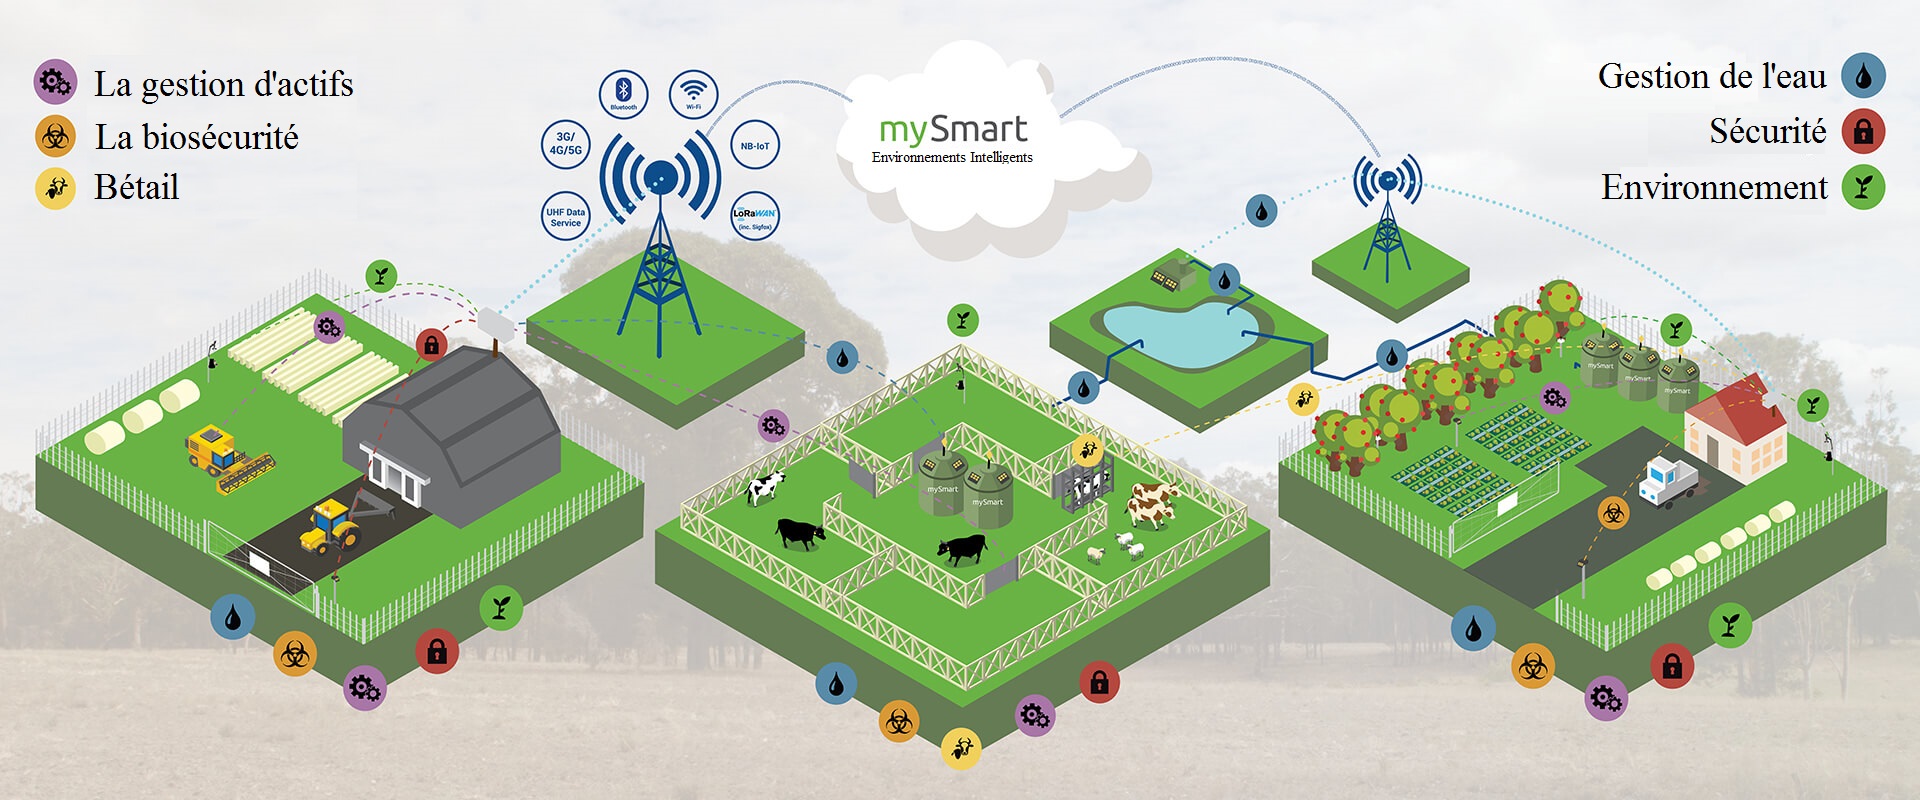 La gestion d'actifs
La biosécurité
Bétail
Bluetooth
Wi-Fi
3G/
4G/5G
NB-IoT
UHF Data
Service
LoRaWAN
(inc. Sigfox)
mySmart
Environnements Intelligents
Gestion de l'eau
Sécurité
Environnement
mySmart
mySmart
mySmart
mySmart
mySmart